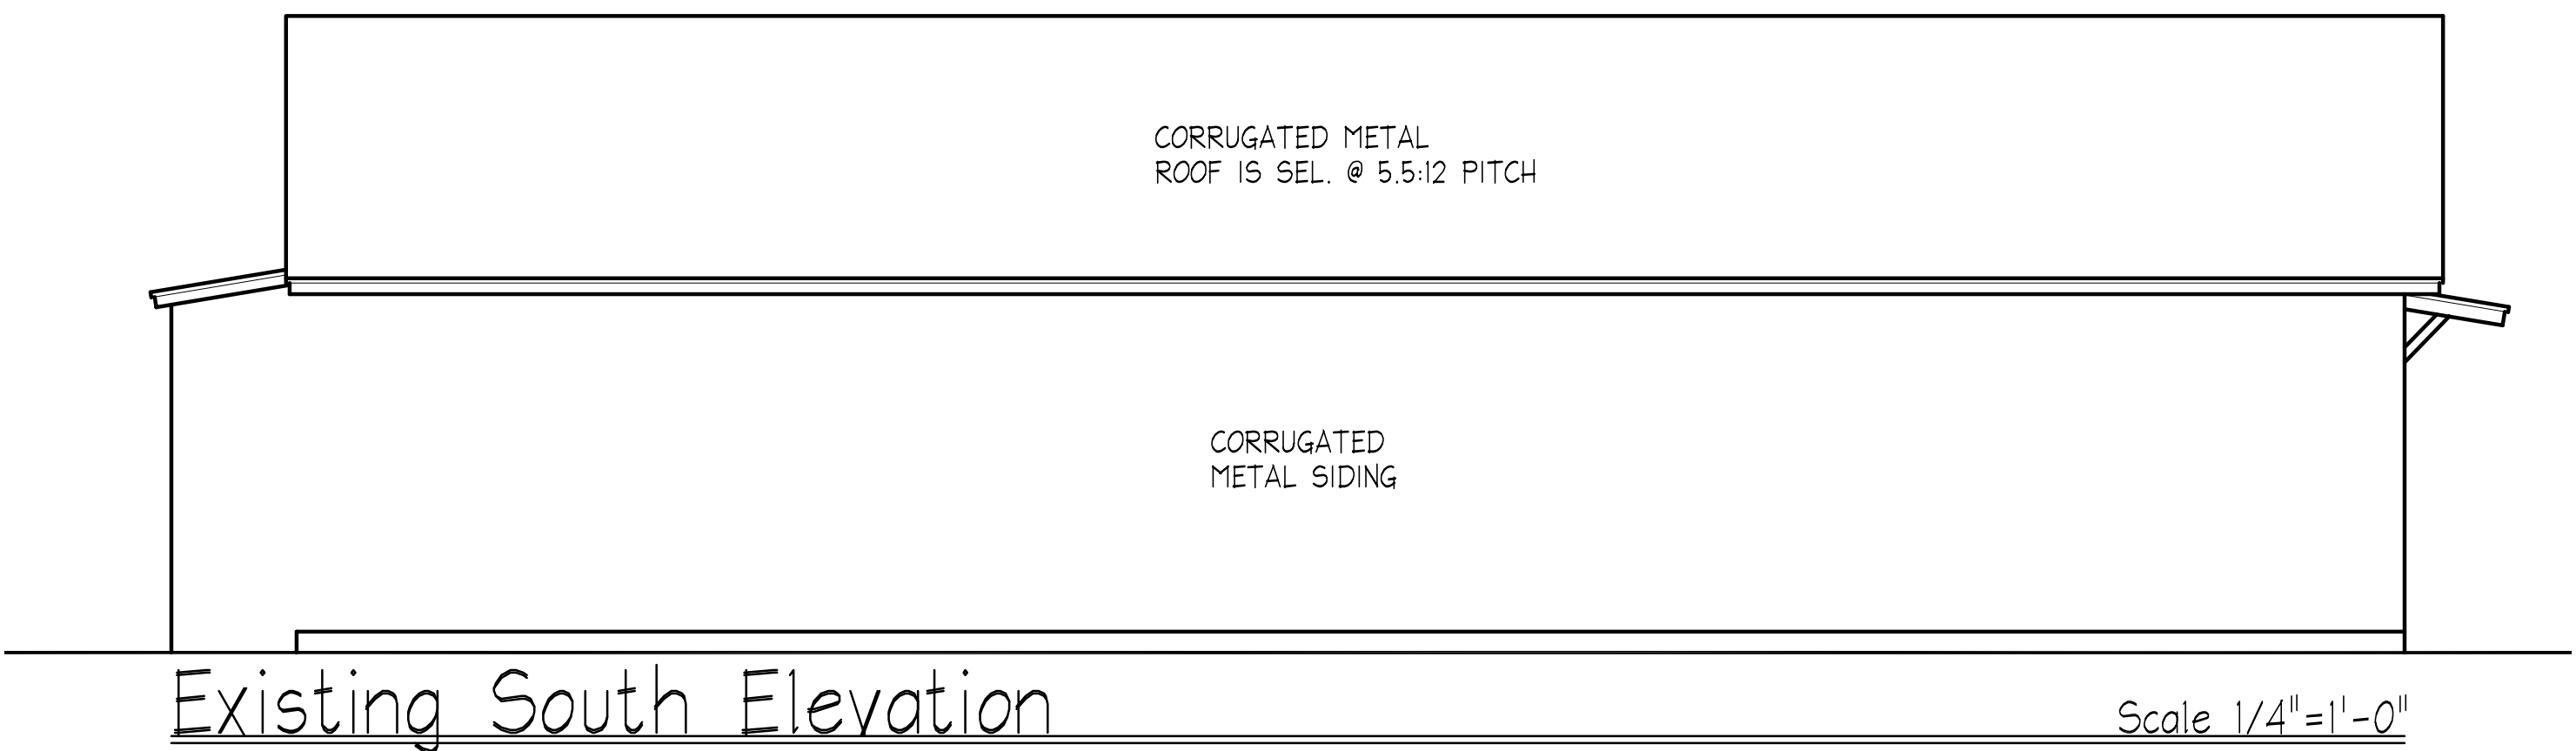 CORRUGATED METAL
ROOF IS SEL. @ 5.5:12 PITCH
CORRUGATED
METAL SIDING
Existing South Elevation
Scale 1/4"=1'-0"